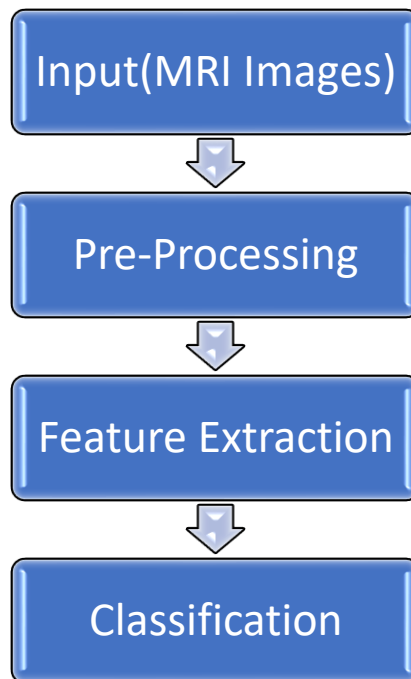 Input(MRI Images)
Pre-Processing
Feature Extraction
Classification